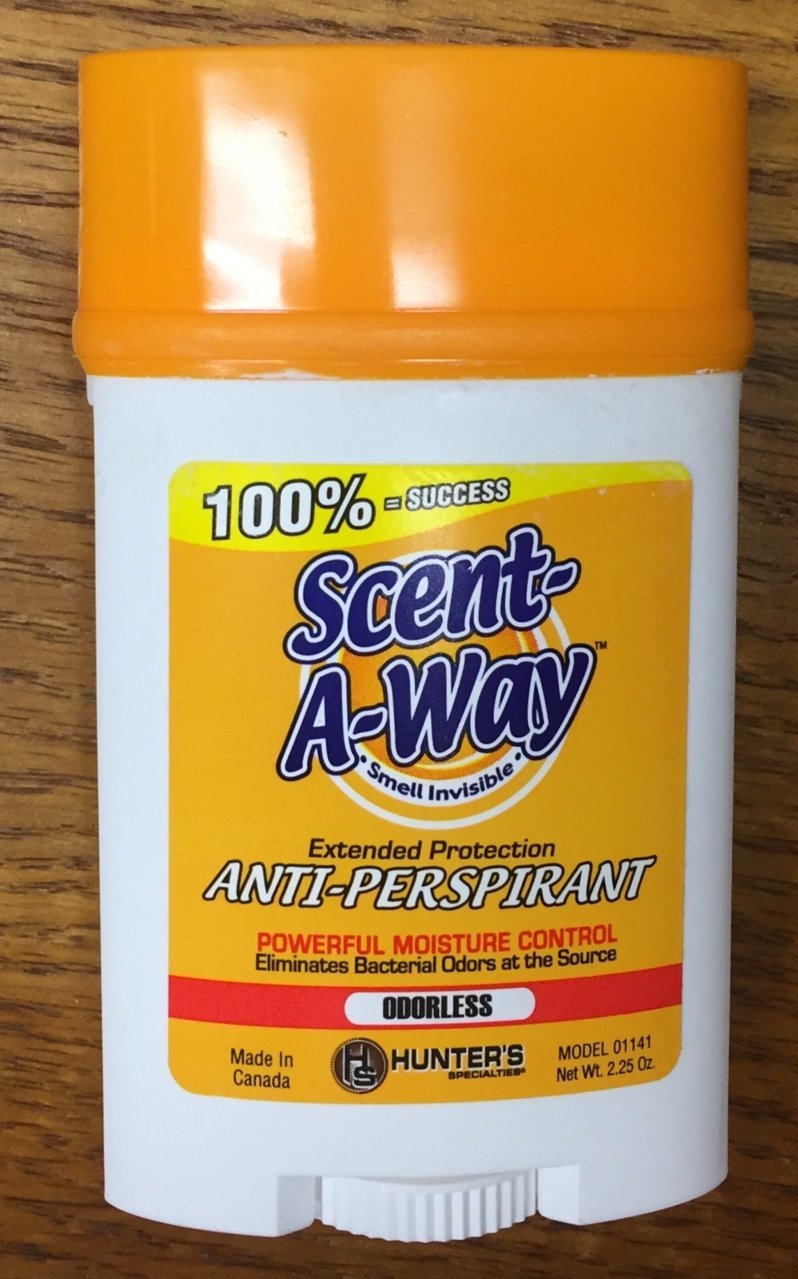 100% = SUCCESS
Scent-
A-Way™
• Smell Invisible •
Extended Protection
ANTI-PERSPIRANT
POWERFUL MOISTURE CONTROL
Eliminates Bacterial Odors at the Source
ODORLESS
Made In
Canada
HS
HUNTER'S
SPECIALTIES®
MODEL 01141
Net Wt. 2.25 Oz.